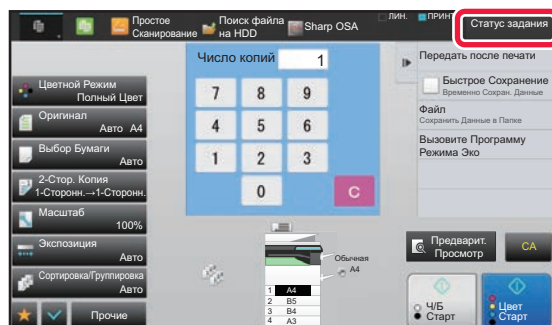 Простое
Сканирование
Поиск файла
на HDD
Sharp OSA
ЛИН.
ПРИНТ
Статус задания
Число копий
1
Передать после печати
Быстрое Сохранение
Временно Сохран. Данные
Файл
Сохранить Данные в Папке
Вызовите Программу
Режима Эко
Цветной Режим
Полный Цвет
Оригинал
Авто A4
Выбор Бумаги
Авто
2-Стор. Копия
1-Сторонн.→1-Сторонн.
Масштаб
100%
Экспозиция
Авто
Сортировка/Группировка
Авто
Прочие
7 8 9
4 5 6
1 2 3
0 C
Обычная
A4
1 A4
2 B5
3 B4
4 A3
Предварит.
Просмотр
CA
Ч/Б
Старт
Цвет
Старт